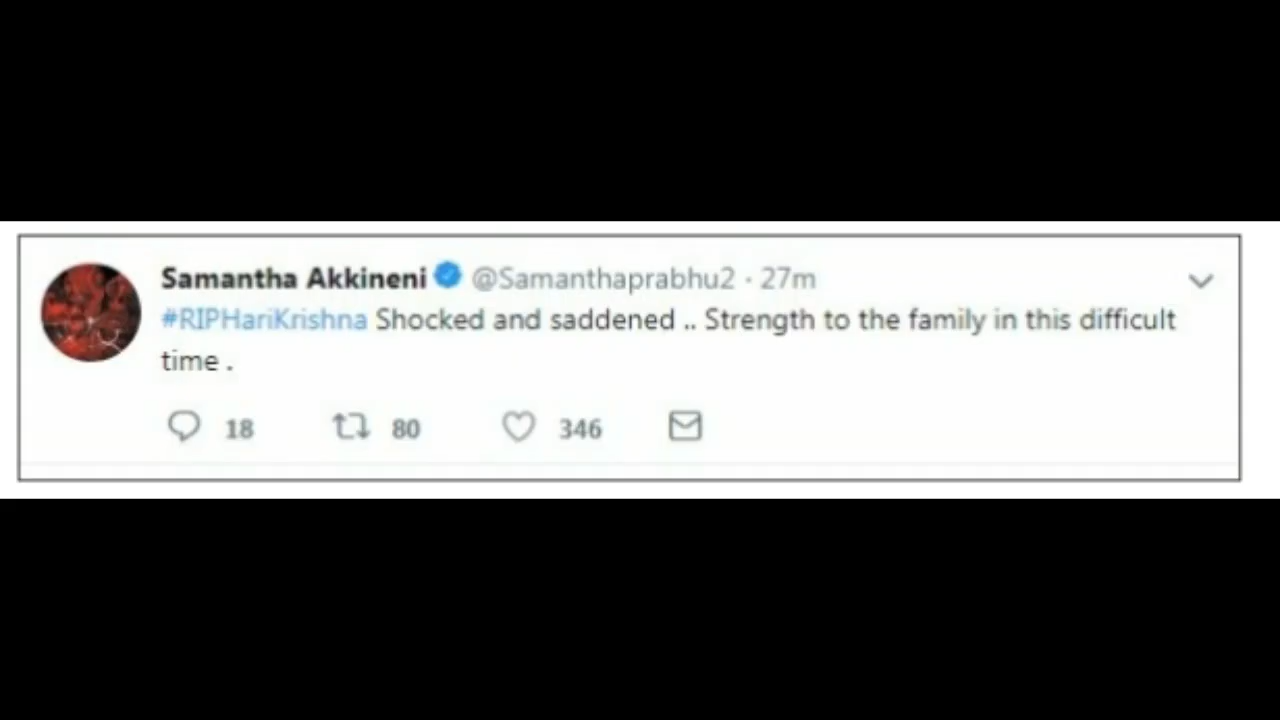 Samantha Akkineni @Samanthaprabhu2 · 27m
#RIPHariKrishna Shocked and saddened .. Strength to the family in this difficult
time .
18 80 346